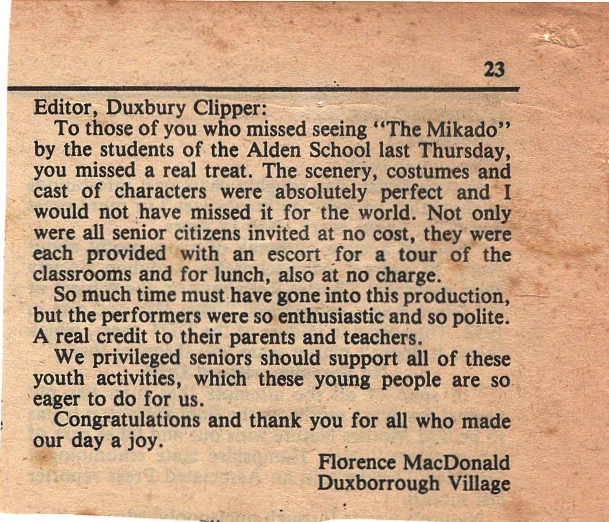 23
Editor, Duxbury Clipper:
To those of you who missed seeing "The Mikado"
by the students of the Alden School last Thursday,
you missed a real treat. The scenery, costumes and
cast of characters were absolutely perfect and I
would not have missed it for the world. Not only
were all senior citizens invited at no cost, they were
each provided with an escort for a tour of the
classrooms and for lunch, also at no charge.
So much time must have gone into this production,
but the performers were so enthusiastic and so polite.
A real credit to their parents and teachers.
We privileged seniors should support all of these
youth activities, which these young people are so
eager to do for us.
Congratulations and thank you for all who made
our day a joy.
Florence MacDonald
Duxborrough Village